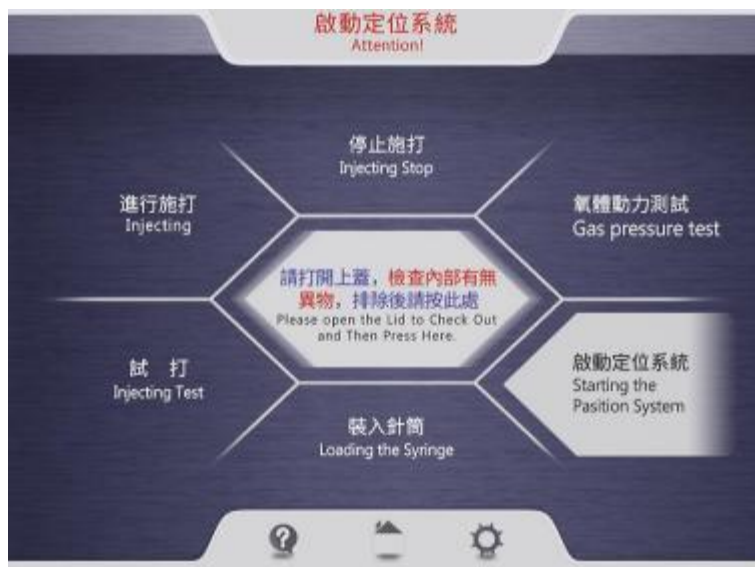 啟動定位系統
Attention!
停止施打
Injecting Stop
進行施打
Injecting
氣體動力測試
Gas pressure test
請打開上蓋，檢查內部有無
異物，排除後請按此處
Please open the Lid to Check Out
and Then Press Here.
試 打
Injecting Test
啟動定位系統
Starting the
Pasition System
裝入針筒
Loading the Syringe